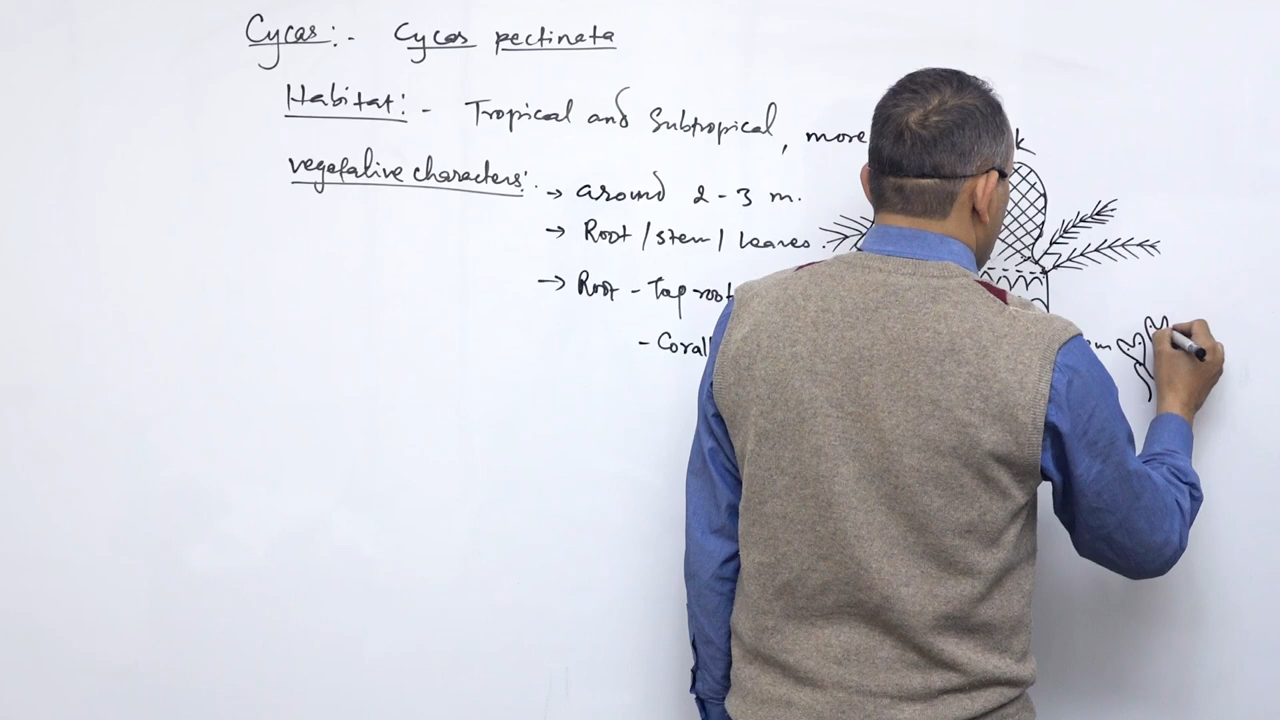 Cycas:- Cycas pectinata
Habitat:- Tropical and Subtropical, more
vegetative characters:- → around 2-3 m.
→ Root / stem / leaves.
→ Root - Tap root
- Corall